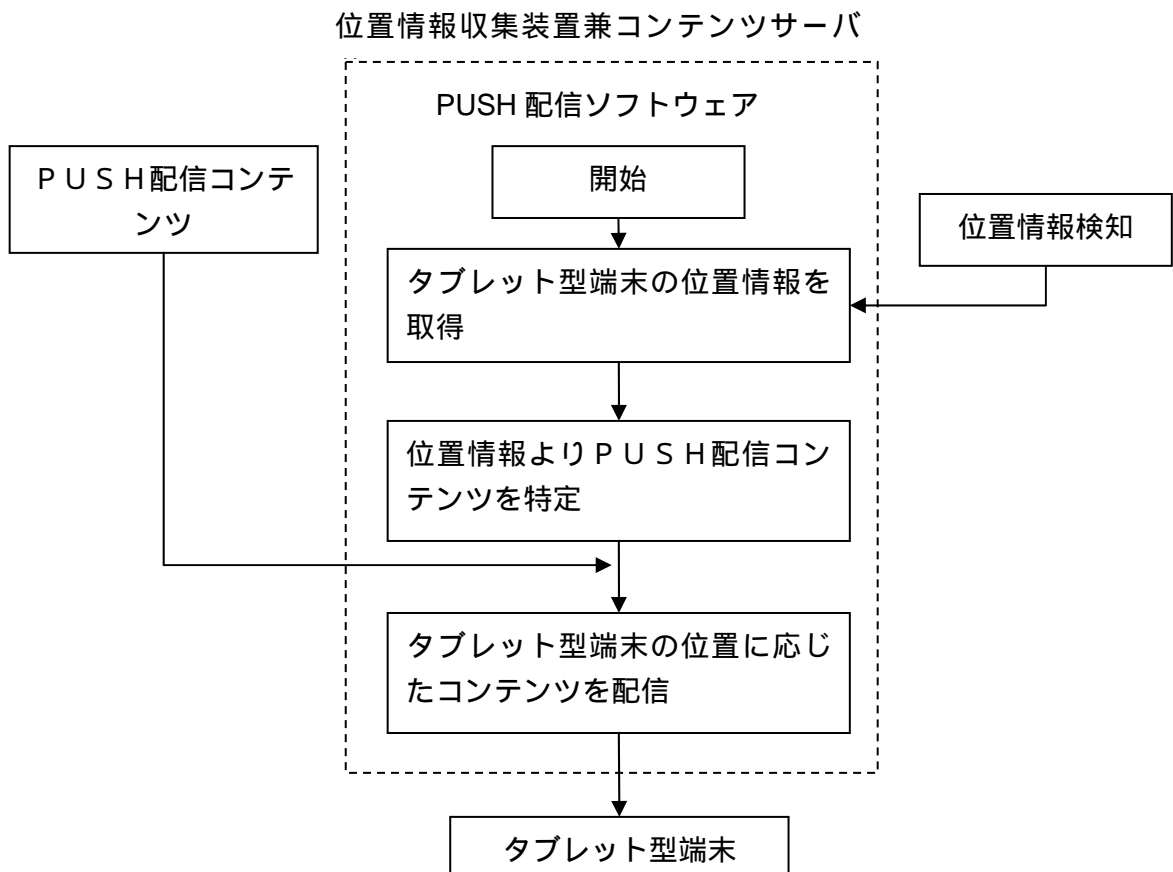 位置情報収集装置兼コンテンツサーバ
PUSH 配信ソフトウェア
開始
ＰＵＳＨ配信コンテ
ンツ
位置情報検知
タブレット型端末の位置情報を
取得
位置情報よりＰＵＳＨ配信コン
テンツを特定
タブレット型端末の位置に応じ
たコンテンツを配信
タブレット型端末